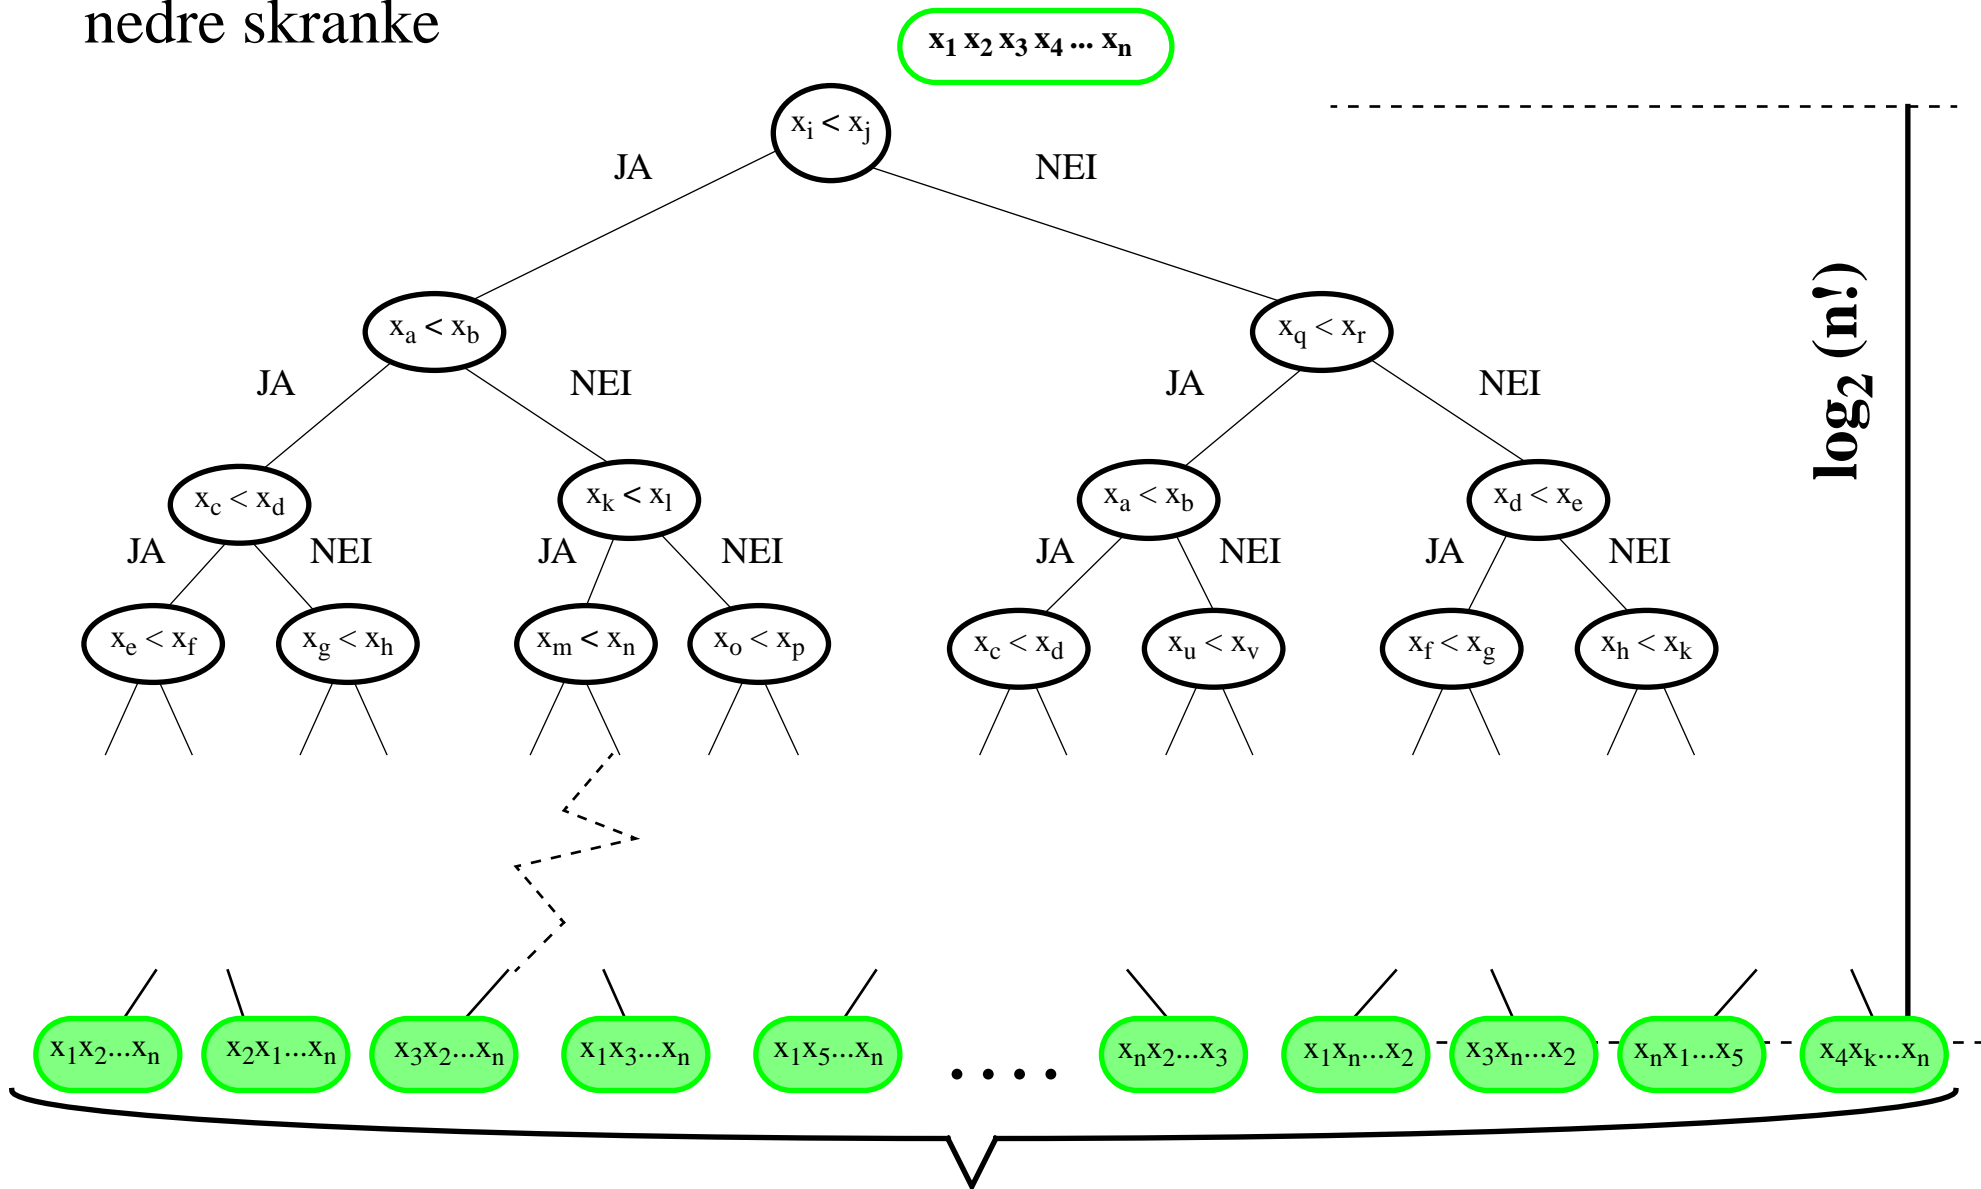 nedre skranke
x1 x2 x3 x4 ... xn
xi < xj
JA NEI
xa < xb xq < xr
log2 (n!)
JA NEI JA NEI
xc < xd xk < xl xa < xb xd < xe
JA NEI JA NEI JA NEI JA NEI
xe < xf xg < xh xm < xn xo < xp xc < xd xu < xv xf < xg xh < xk
x1x2...xn x2x1...xn x3x2...xn x1x3...xn x1x5...xn .... xnx2...x3 x1xn...x2 x3xn...x2 xnx1...x5 x4xk...xn